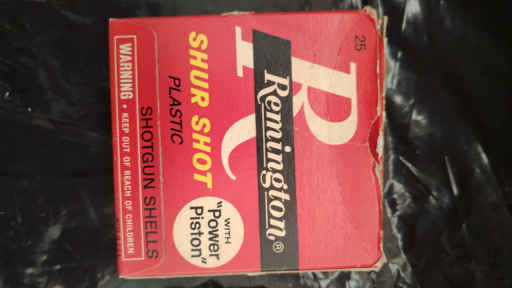 25
R
Remington®
SHUR SHOT
PLASTIC
WITH
"Power
Piston"
SHOTGUN SHELLS
WARNING • KEEP OUT OF REACH OF CHILDREN